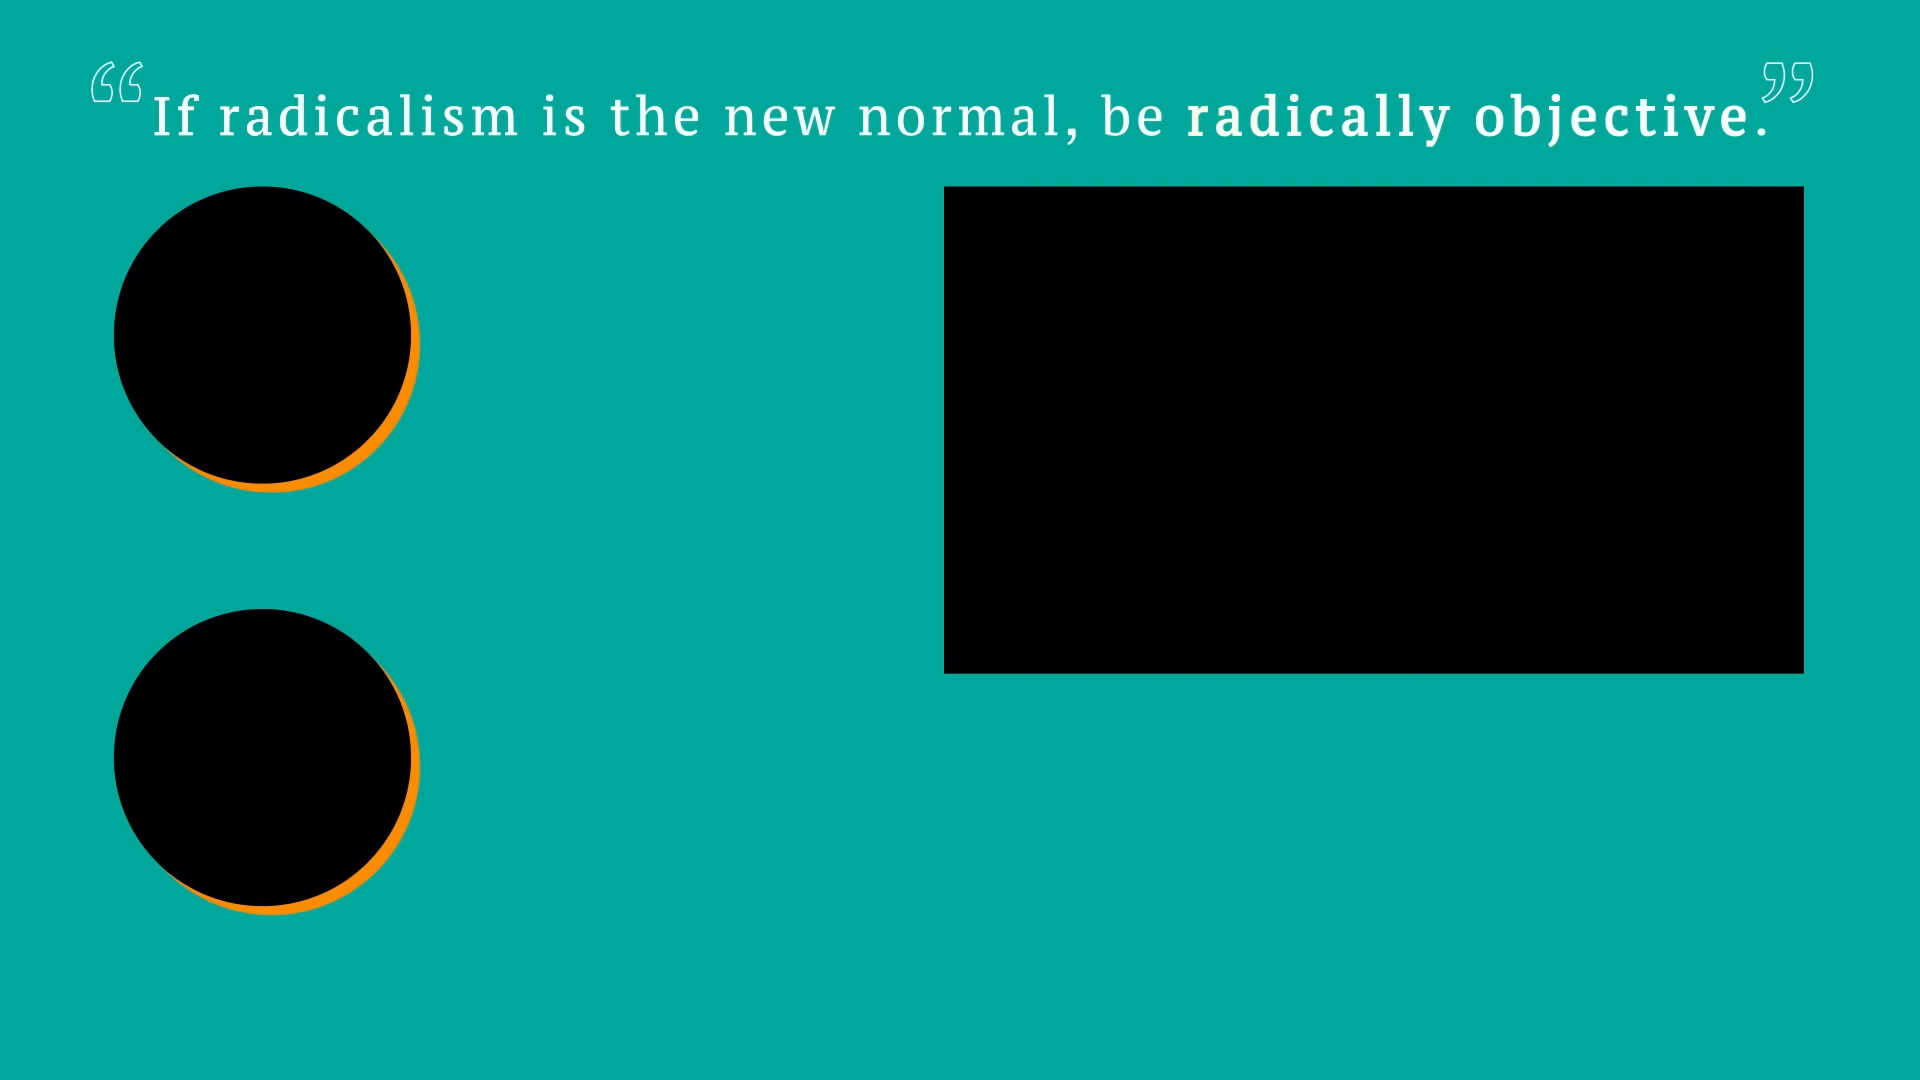 “If radicalism is the new normal, be radically objective.”